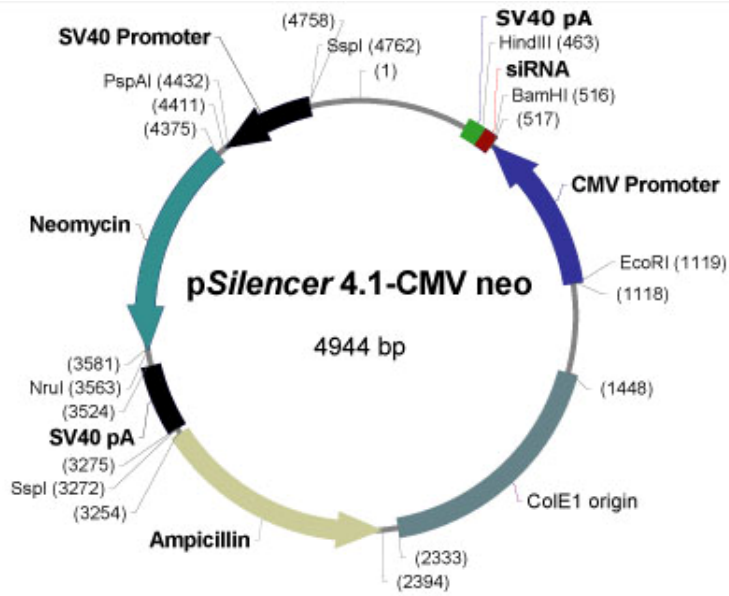 (4758)
SV40 Promoter
SspI (4762)
(1)
SV40 pA
HindIII (463)
siRNA
BamHI (516)
(517)
PspAI (4432)
(4411)
(4375)
CMV Promoter
Neomycin
EcoRI (1119)
(1118)
pSilencer 4.1-CMV neo
4944 bp
(3581)
NruI (3563)
(3524)
SV40 pA
(3275)
SspI (3272)
(3254)
(1448)
ColE1 origin
Ampicillin
(2333)
(2394)